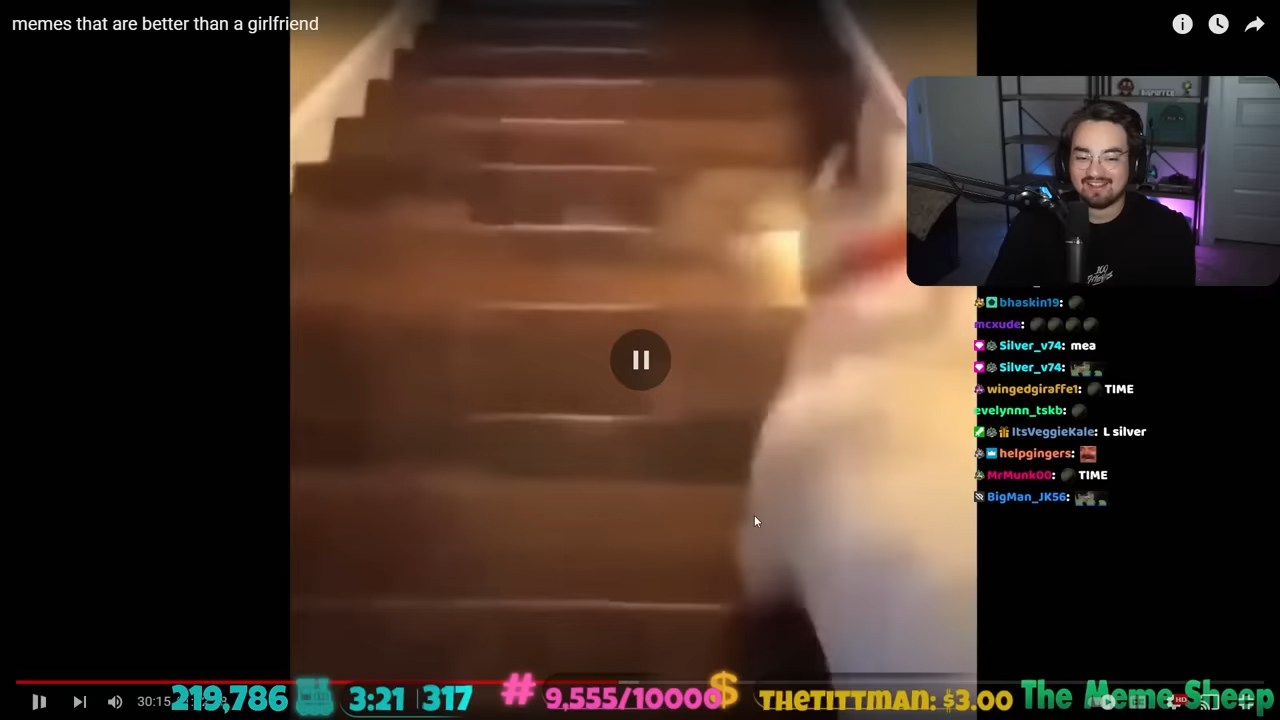 memes that are better than a girlfriend
bhaskin19:
mcxude:
Silver_v74: mea
Silver_v74:
wingedgiraffe1: TIME
evelynnn_tskb:
ItsVeggieKale: L silver
helpgingers:
MrMunk00: TIME
BigMan_JK56:
30:15
219,786
3:21 | 317
# 9,555/10000
$ THETITTMAN: $3.00
The Meme Sheep
HD